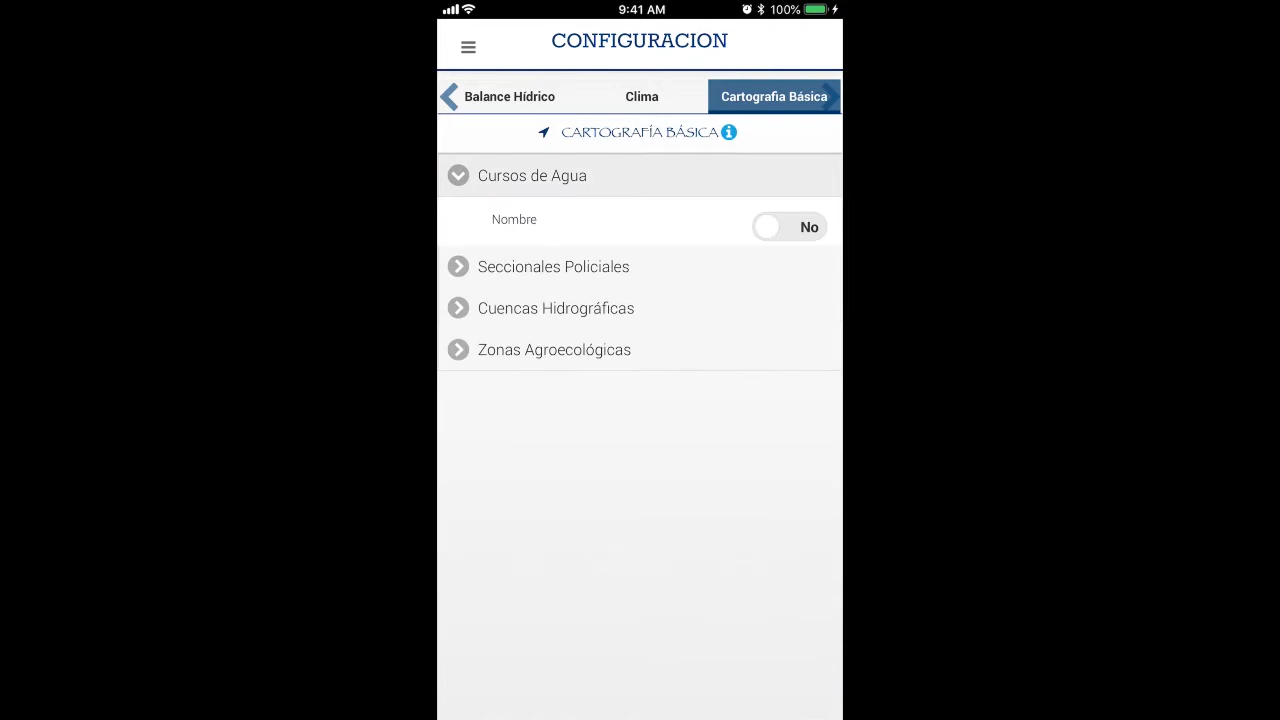 9:41 AM 100%
CONFIGURACION
Balance Hídrico Clima Cartografia Básica
CARTOGRAFÍA BÁSICA
Cursos de Agua
Nombre No
Seccionales Policiales
Cuencas Hidrográficas
Zonas Agroecológicas